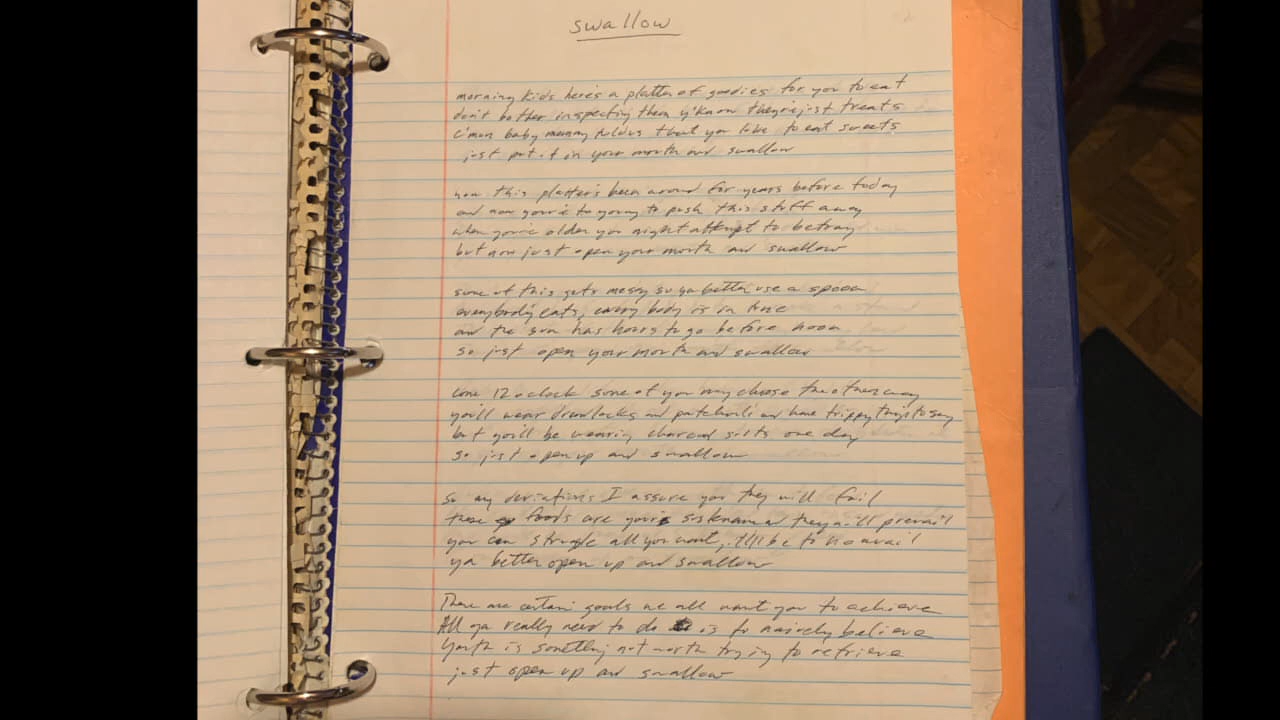 swallow
morning kids here's a platter of goodies for you to eat
don't bother inspecting them y'know they're just treats
c'mon baby mommy told us that you like to eat sweets
just put it in your mouth and swallow
now this platter's been around for years before today
and now you're to young to push this stuff away
when you're older you might attempt to betray
but now just open your mouth and swallow
some of this gets messy so ya better use a spoon
everybody eats, every body is in tune
and the sun has hours to go before noon
so just open your mouth and swallow
come 12 o clock some of you may choose the other way
you'll wear dreadlocks and patchouli and have trippy things to say
but you'll be wearing charcoal suits one day
so just open up and swallow
so any deviations I assure you they will fail
these foods are your and they will prevail
you can struggle all you want, it'll be to no avail
ya better open up and swallow
There are certain goals we all want you to achieve
All ya really need to do is to naively believe
Youth is something not worth trying to retrieve
just open up and swallow